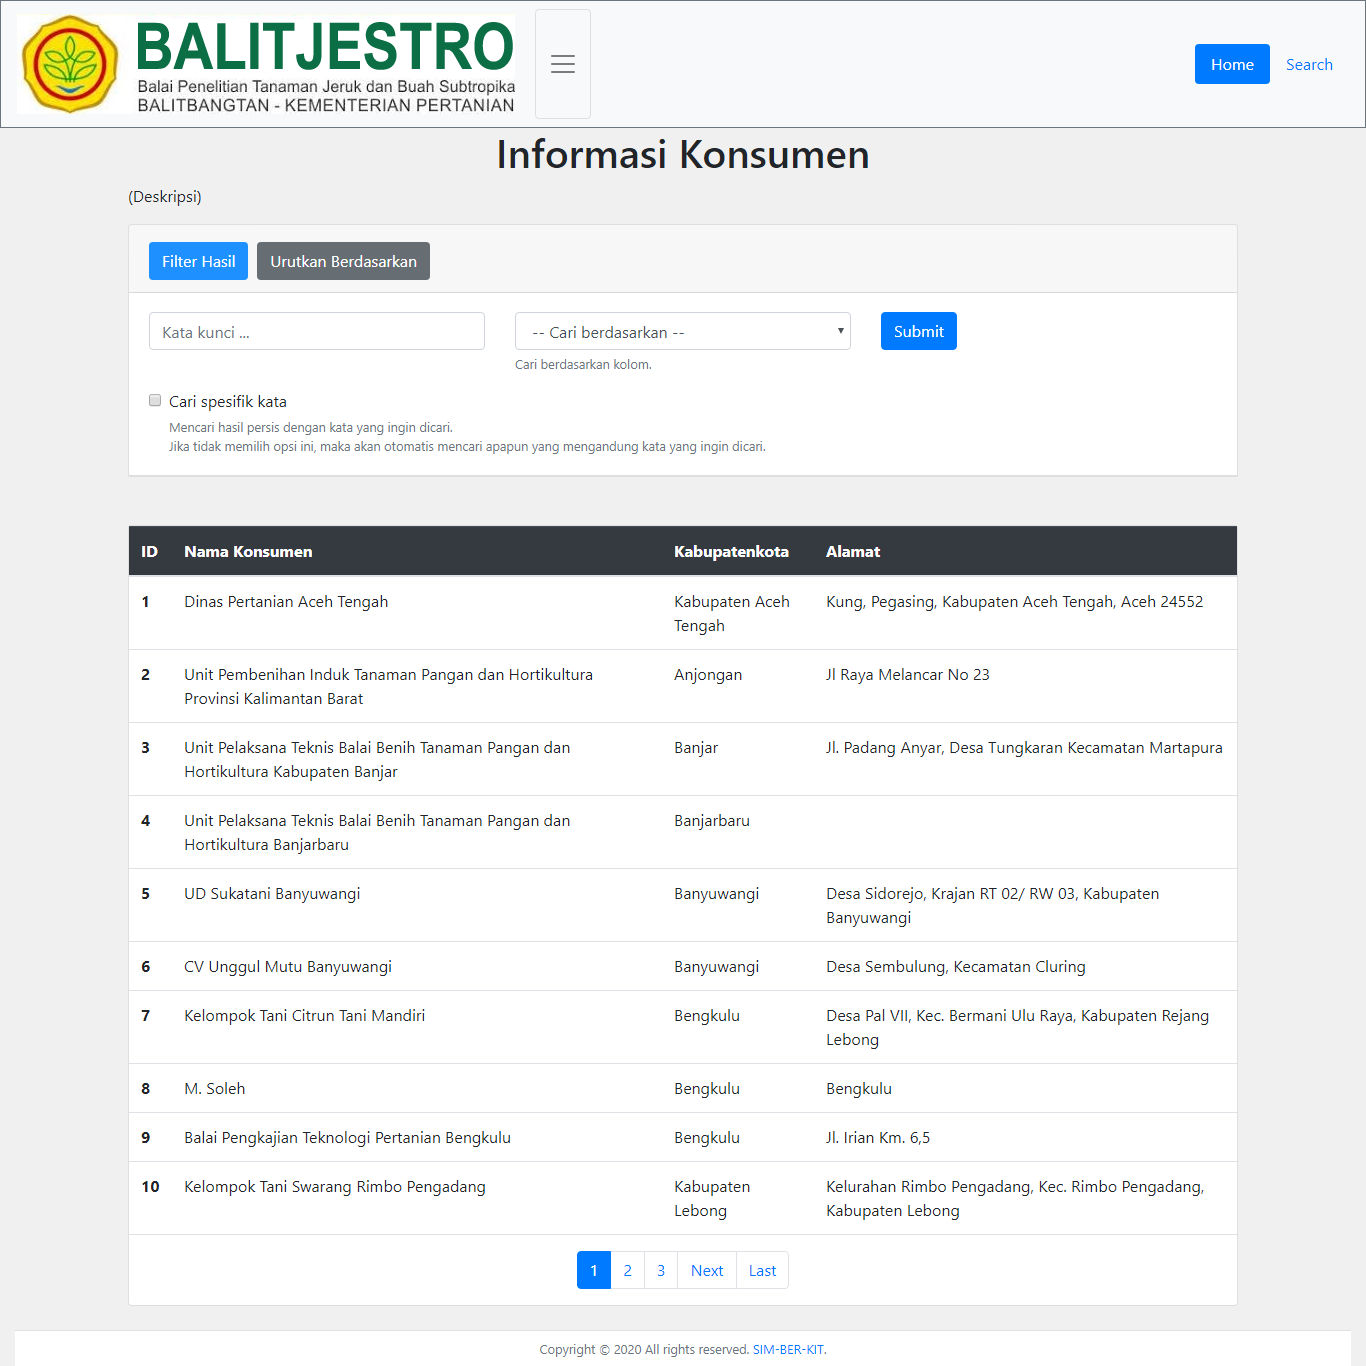 BALITJESTRO
Balai Penelitian Tanaman Jeruk dan Buah Subtropika
BALITBANGTAN - KEMENTERIAN PERTANIAN
Home Search
Informasi Konsumen
(Deskripsi)
Filter Hasil Urutkan Berdasarkan
Kata kunci ... -- Cari berdasarkan -- Submit
Cari berdasarkan kolom.
Cari spesifik kata
Mencari hasil persis dengan kata yang ingin dicari.
Jika tidak memilih opsi ini, maka akan otomatis mencari apapun yang mengandung kata yang ingin dicari.
ID Nama Konsumen Kabupatenkota Alamat
1 Dinas Pertanian Aceh Tengah Kabupaten Aceh Kung, Pegasing, Kabupaten Aceh Tengah, Aceh 24552
Tengah
2 Unit Pembenihan Induk Tanaman Pangan dan Hortikultura Anjongan Jl Raya Melancar No 23
Provinsi Kalimantan Barat
3 Unit Pelaksana Teknis Balai Benih Tanaman Pangan dan Banjar Jl. Padang Anyar, Desa Tungkaran Kecamatan Martapura
Hortikultura Kabupaten Banjar
4 Unit Pelaksana Teknis Balai Benih Tanaman Pangan dan Banjarbaru
Hortikultura Banjarbaru
5 UD Sukatani Banyuwangi Banyuwangi Desa Sidorejo, Krajan RT 02/ RW 03, Kabupaten
Banyuwangi
6 CV Unggul Mutu Banyuwangi Banyuwangi Desa Sembulung, Kecamatan Cluring
7 Kelompok Tani Citrun Tani Mandiri Bengkulu Desa Pal VII, Kec. Bermani Ulu Raya, Kabupaten Rejang
Lebong
8 M. Soleh Bengkulu Bengkulu
9 Balai Pengkajian Teknologi Pertanian Bengkulu Bengkulu Jl. Irian Km. 6,5
10 Kelompok Tani Swarang Rimbo Pengadang Kabupaten Kelurahan Rimbo Pengadang, Kec. Rimbo Pengadang,
Lebong Kabupaten Lebong
1 2 3 Next Last
Copyright © 2020 All rights reserved. SIM-BER-KIT.